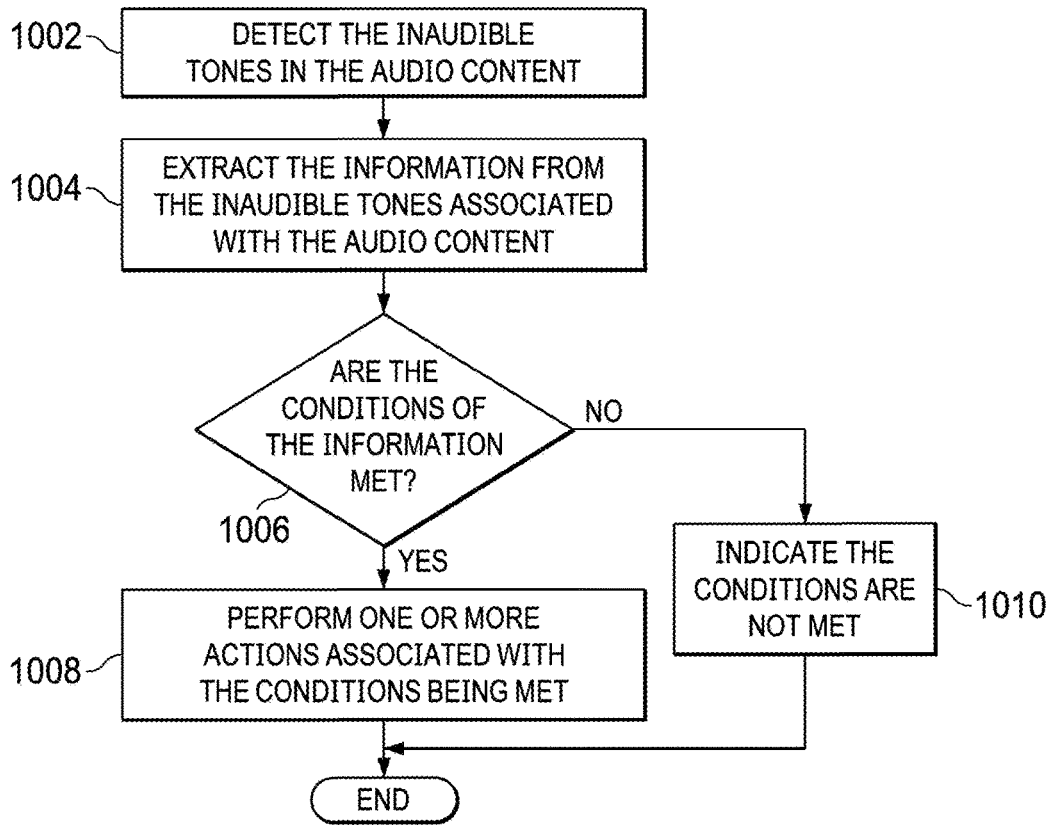 1002
DETECT THE INAUDIBLE
TONES IN THE AUDIO CONTENT
1004
EXTRACT THE INFORMATION FROM
THE INAUDIBLE TONES ASSOCIATED
WITH THE AUDIO CONTENT
ARE THE
CONDITIONS OF
THE INFORMATION
MET?
1006
NO
YES
INDICATE THE
CONDITIONS ARE
NOT MET
1010
1008
PERFORM ONE OR MORE
ACTIONS ASSOCIATED WITH
THE CONDITIONS BEING MET
END